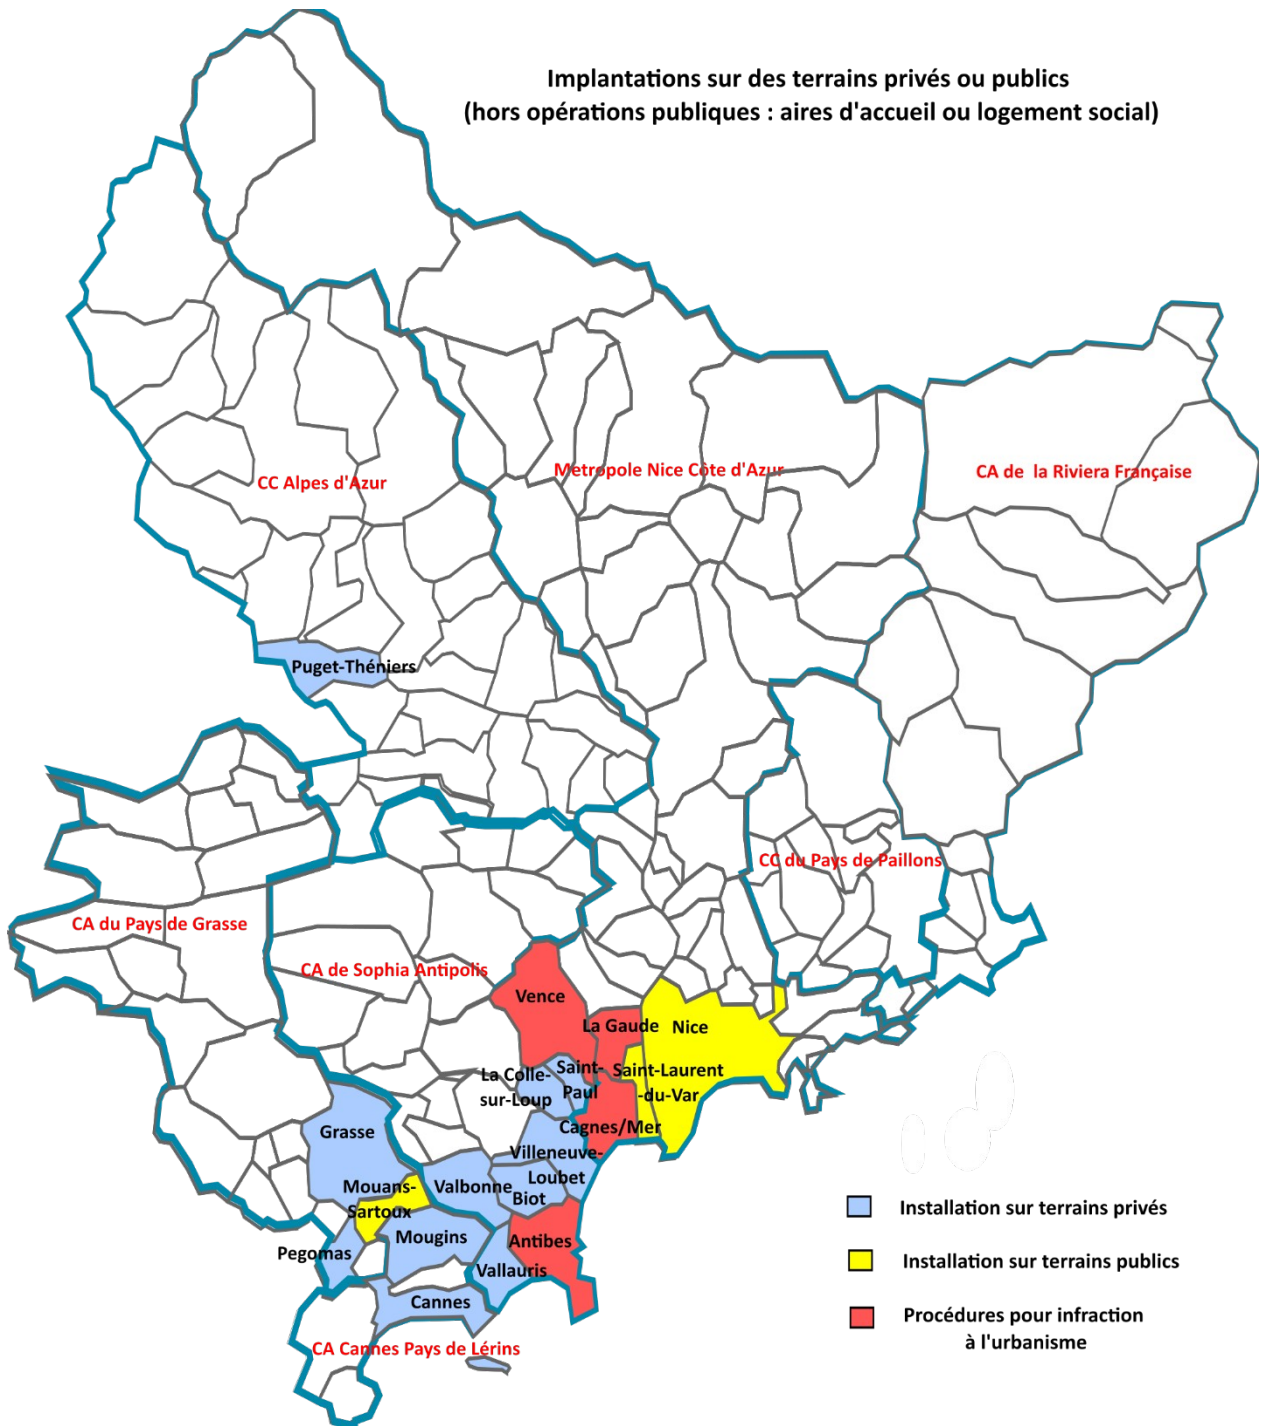 Implantations sur des terrains privés ou publics
(hors opérations publiques : aires d'accueil ou logement social)
CC Alpes d'Azur
Metropole Nice Côte d'Azur
CA de la Riviera Française
Puget-Théniers
CC du Pays de Paillons
CA du Pays de Grasse
CA de Sophia Antipolis
Vence
La Gaude
Nice
La Colle-
sur-Loup
Saint-
Paul
Saint-Laurent
-du-Var
Cagnes/Mer
Grasse
Villeneuve-
Loubet
Mouans-
Sartoux
Valbonne
Biot
Pegomas
Mougins
Antibes
Vallauris
Cannes
CA Cannes Pays de Lérins
Installation sur terrains privés
Installation sur terrains publics
Procédures pour infraction
à l'urbanisme